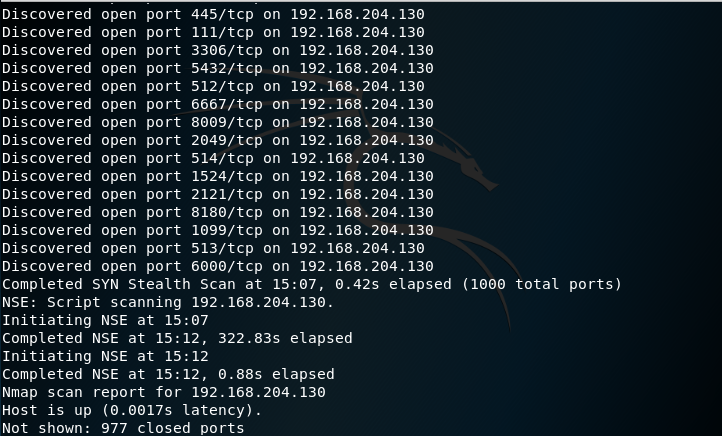 Discovered open port 445/tcp on 192.168.204.130
Discovered open port 111/tcp on 192.168.204.130
Discovered open port 3306/tcp on 192.168.204.130
Discovered open port 5432/tcp on 192.168.204.130
Discovered open port 512/tcp on 192.168.204.130
Discovered open port 6667/tcp on 192.168.204.130
Discovered open port 8009/tcp on 192.168.204.130
Discovered open port 2049/tcp on 192.168.204.130
Discovered open port 514/tcp on 192.168.204.130
Discovered open port 1524/tcp on 192.168.204.130
Discovered open port 2121/tcp on 192.168.204.130
Discovered open port 8180/tcp on 192.168.204.130
Discovered open port 1099/tcp on 192.168.204.130
Discovered open port 513/tcp on 192.168.204.130
Discovered open port 6000/tcp on 192.168.204.130
Completed SYN Stealth Scan at 15:07, 0.42s elapsed (1000 total ports)
NSE: Script scanning 192.168.204.130.
Initiating NSE at 15:07
Completed NSE at 15:12, 322.83s elapsed
Initiating NSE at 15:12
Completed NSE at 15:12, 0.88s elapsed
Nmap scan report for 192.168.204.130
Host is up (0.0017s latency).
Not shown: 977 closed ports